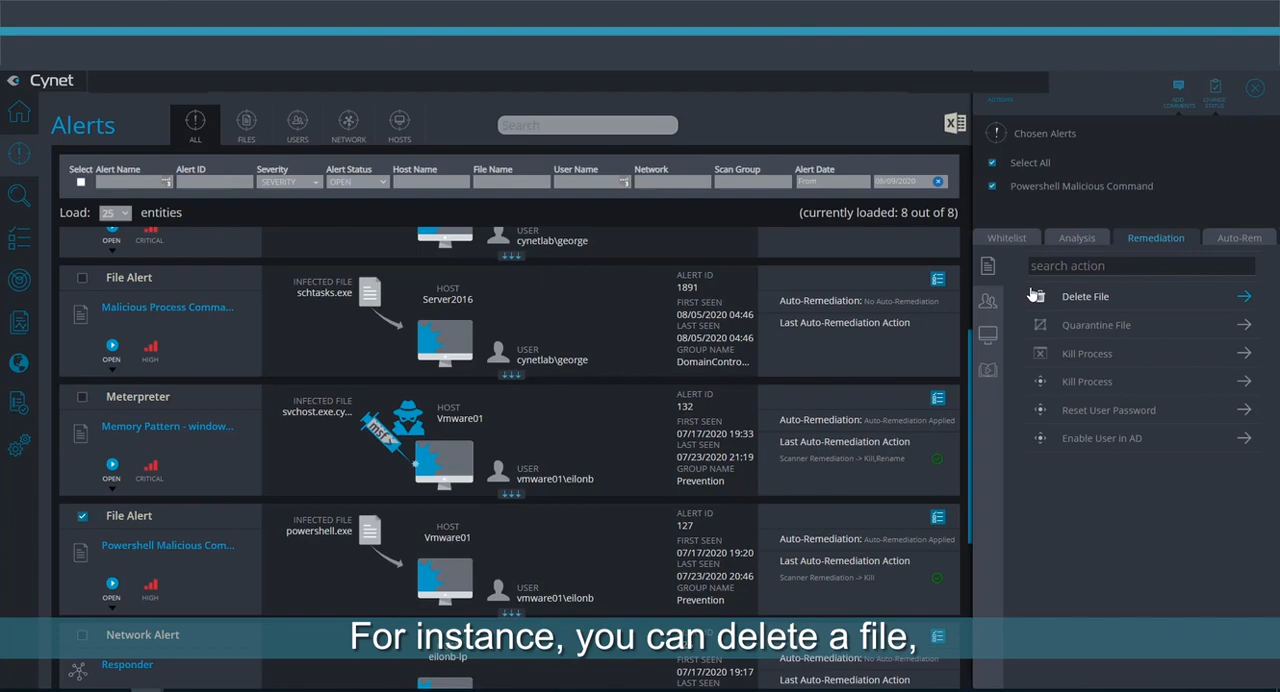 Cynet
Alerts
ALL
FILES
USERS
NETWORK
HOSTS
Search
Select
Alert Name
Alert ID
Severity
SEVERITY
Alert Status
OPEN
Host Name
File Name
User Name
Network
Scan Group
Alert Date
From
08/09/2020
Load: 25 entities
(currently loaded: 8 out of 8)
OPEN
CRITICAL
USER
cynetlab\george
File Alert
Malicious Process Comma...
OPEN
HIGH
INFECTED FILE
schtasks.exe
HOST
Server2016
USER
cynetlab\george
ALERT ID
1891
FIRST SEEN
08/05/2020 04:46
LAST SEEN
08/05/2020 04:46
GROUP NAME
DomainContro...
Auto-Remediation: No Auto-Remediation
Last Auto-Remediation Action
Meterpreter
Memory Pattern - window...
OPEN
CRITICAL
INFECTED FILE
svchost.exe.cy...
HOST
Vmware01
msf >
USER
vmware01\eilonb
ALERT ID
132
FIRST SEEN
07/17/2020 19:33
LAST SEEN
07/23/2020 21:19
GROUP NAME
Prevention
Auto-Remediation: Auto-Remediation Applied
Last Auto-Remediation Action
Scanner Remediation -> Kill,Rename
File Alert
Powershell Malicious Com...
OPEN
HIGH
INFECTED FILE
powershell.exe
HOST
Vmware01
USER
vmware01\eilonb
ALERT ID
127
FIRST SEEN
07/17/2020 19:20
LAST SEEN
07/23/2020 20:46
GROUP NAME
Prevention
Auto-Remediation: Auto-Remediation Applied
Last Auto-Remediation Action
Scanner Remediation -> Kill
Network Alert
Responder
eilonb-lp
FIRST SEEN
07/17/2020 19:17
LAST SEEN
Auto-Remediation:
Last Auto-Remediation Action
ACTIONS
ADD COMMENTS
CHANGE STATUS
Chosen Alerts
Select All
Powershell Malicious Command
Whitelist
Analysis
Remediation
Auto-Rem
search action
Delete File
Quarantine File
Kill Process
Kill Process
Reset User Password
Enable User in AD
For instance, you can delete a file,